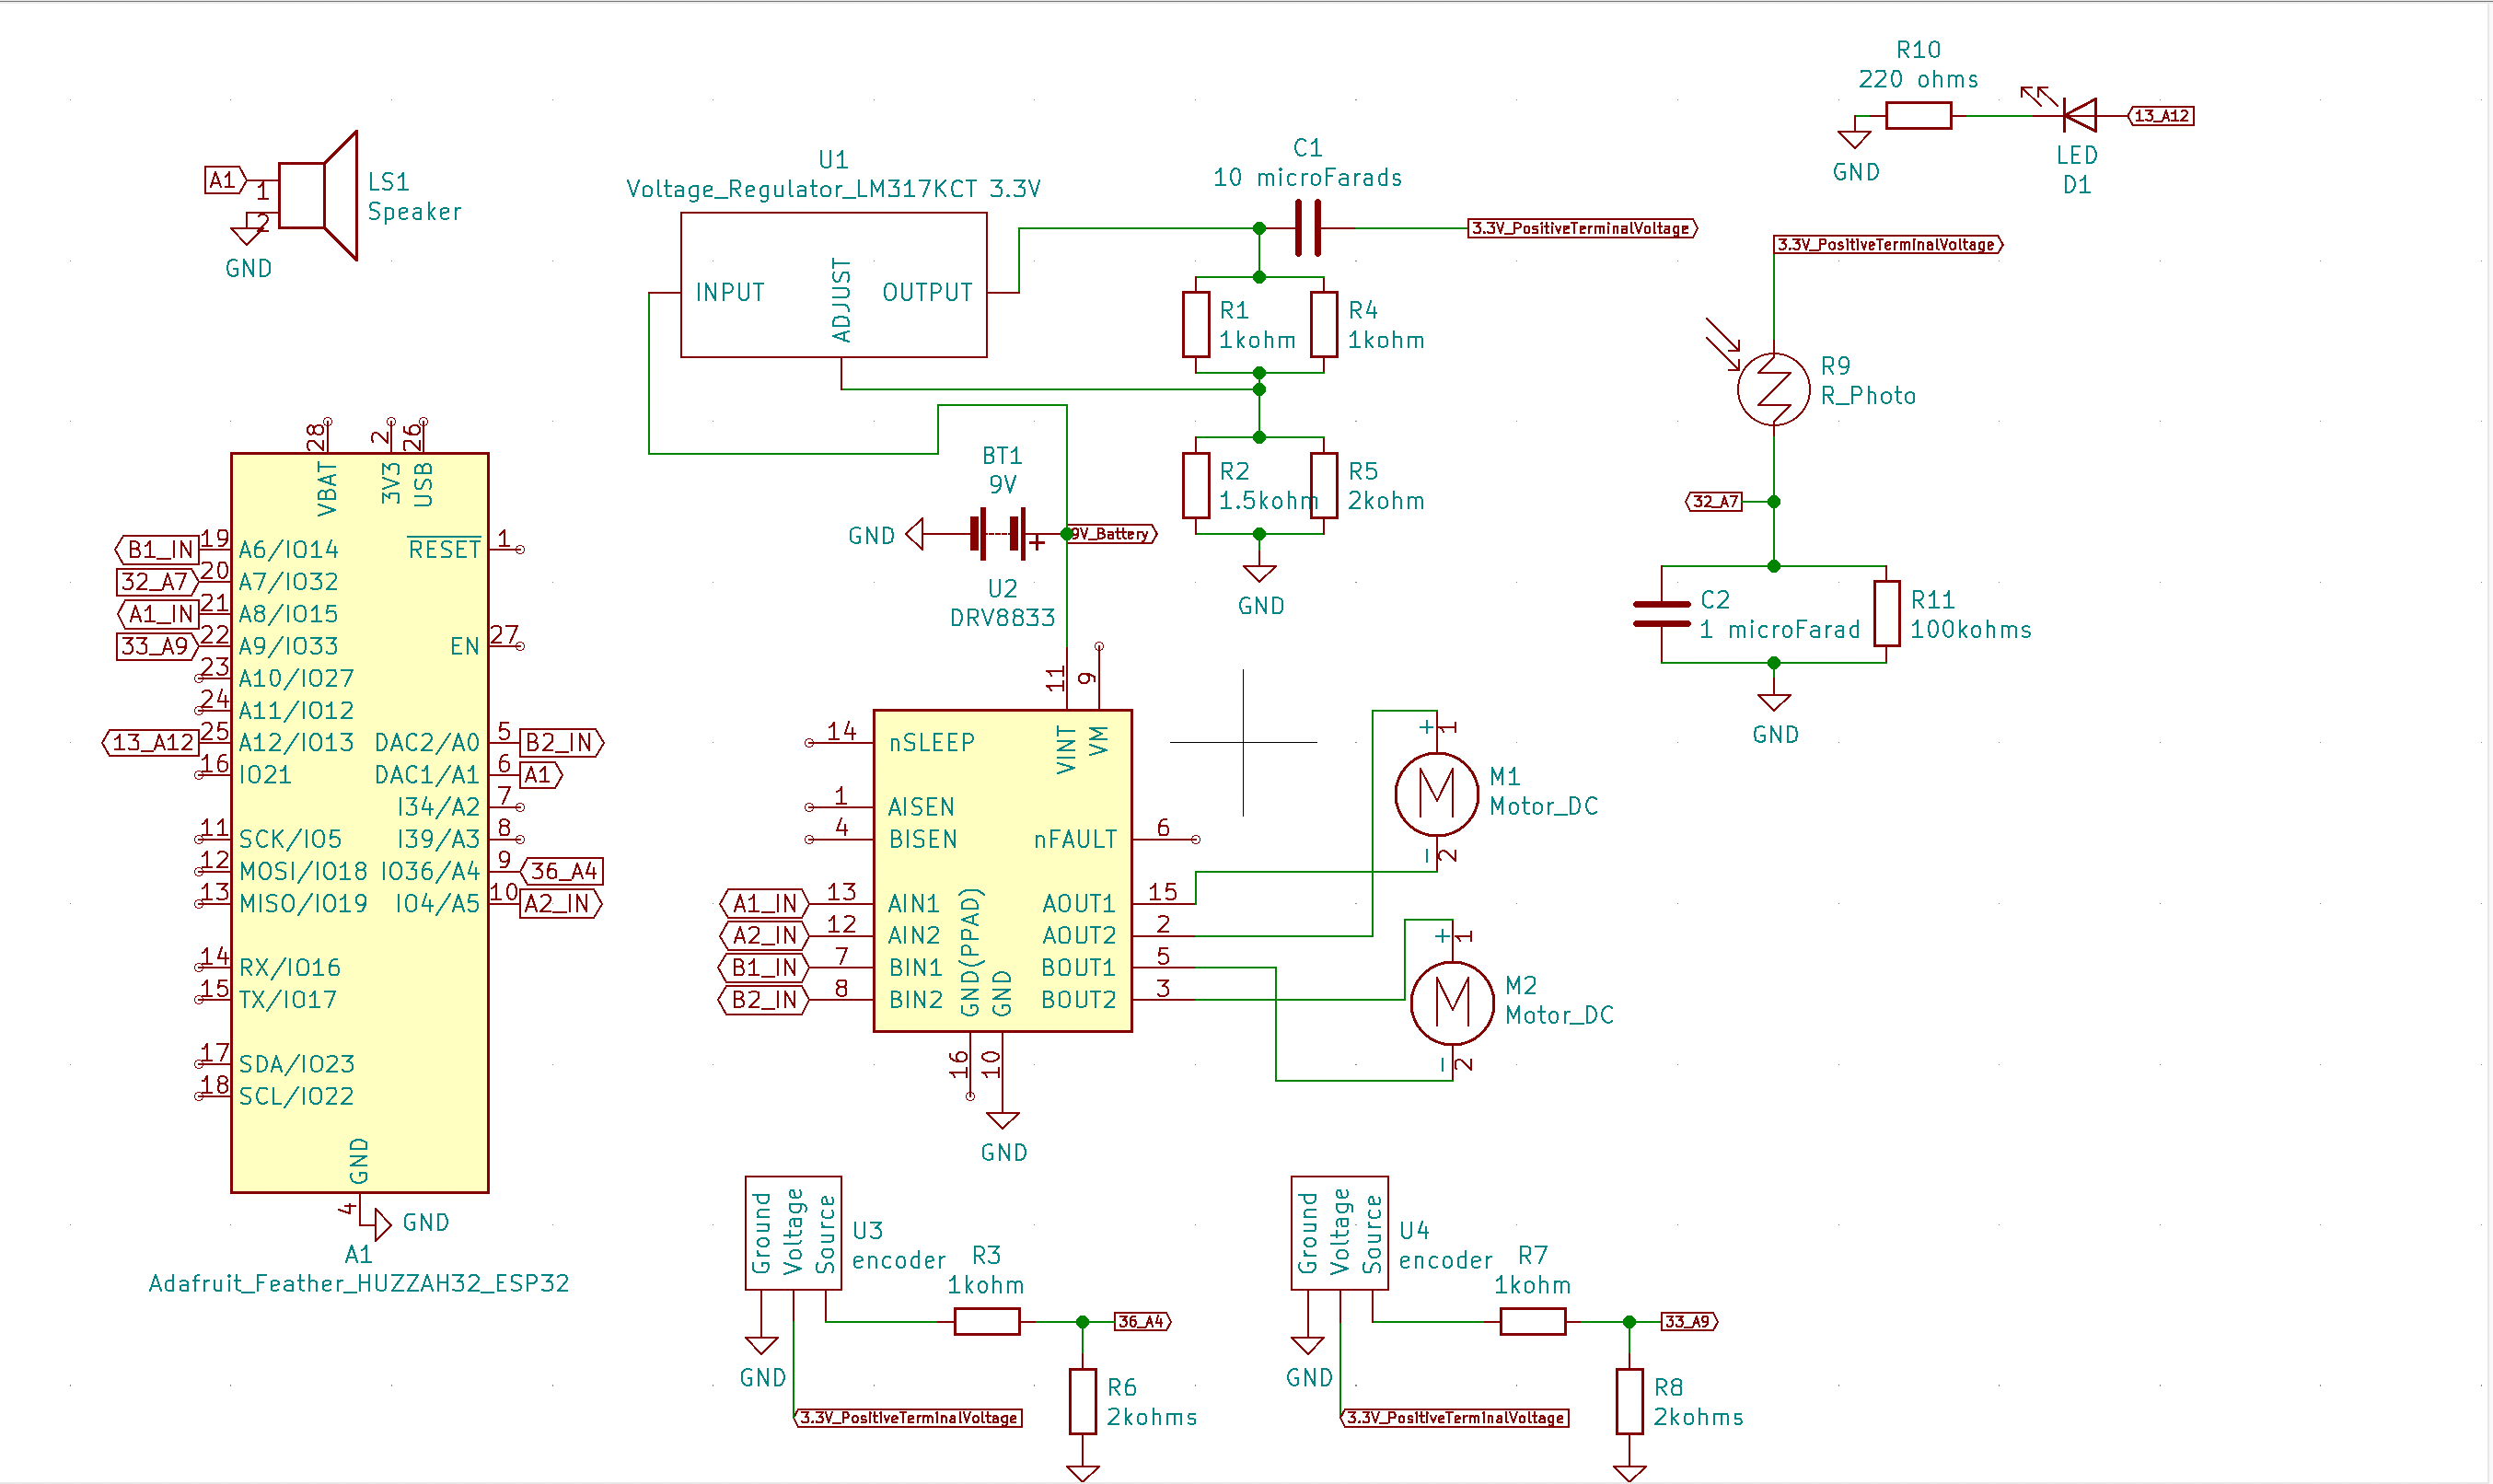 R10
220 ohms
13_A12
GND
LED
D1
A1
1
2
LS1
Speaker
GND
U1
Voltage_Regulator_LM317KCT 3.3V
INPUT
ADJUST
OUTPUT
C1
10 microFarads
3.3V_PositiveTerminalVoltage
R1
1kohm
R4
1kohm
R2
1.5kohm
R5
2kohm
GND
3.3V_PositiveTerminalVoltage
R9
R_Photo
32_A7
C2
1 microFarad
R11
100kohms
GND
BT1
9V
GND
+
9V_Battery
28
2
26
VBAT
3V3
USB
B1_IN
19
A6/IO14
32_A7
20
A7/IO32
A1_IN
21
A8/IO15
33_A9
22
A9/IO33
23
A10/IO27
24
A11/IO12
13_A12
25
A12/IO13
16
IO21
11
SCK/IO5
12
MOSI/IO18
13
MISO/IO19
14
RX/IO16
15
TX/IO17
17
SDA/IO23
18
SCL/IO22
RESET
1
EN
27
DAC2/A0
5
B2_IN
DAC1/A1
6
A1
I34/A2
7
I39/A3
8
IO36/A4
9
36_A4
IO4/A5
10
A2_IN
GND
4
GND
A1
Adafruit_Feather_HUZZAH32_ESP32
U2
DRV8833
11
9
VINT
VM
14
nSLEEP
1
AISEN
4
BISEN
A1_IN
13
AIN1
A2_IN
12
AIN2
B1_IN
7
BIN1
B2_IN
8
BIN2
GND(PPAD)
GND
nFAULT
6
AOUT1
15
AOUT2
2
BOUT1
5
BOUT2
3
16
10
GND
+
1
M
M1
Motor_DC
-
2
+
1
M
M2
Motor_DC
-
2
Ground
Voltage
Source
U3
encoder
R3
1kohm
36_A4
GND
R6
2kohms
3.3V_PositiveTerminalVoltage
Ground
Voltage
Source
U4
encoder
R7
1kohm
33_A9
GND
R8
2kohms
3.3V_PositiveTerminalVoltage